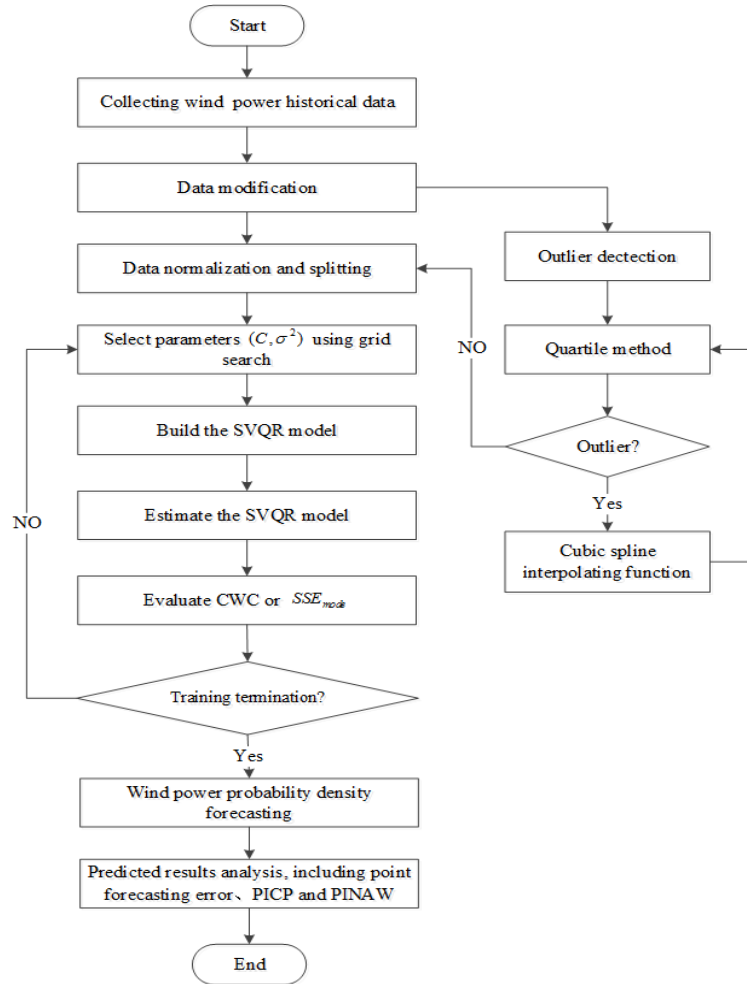 Start
Collecting wind power historical data
Data modification
Data normalization and splitting
Outlier dectection
Select parameters (C,σ²) using grid
search
NO
Quartile method
Build the SVQR model
Outlier?
NO
Estimate the SVQR model
Yes
Cubic spline
interpolating function
Evaluate CWC or SSE_mode
Training termination?
Yes
Wind power probability density
forecasting
Predicted results analysis, including point
forecasting error、PICP and PINAW
End